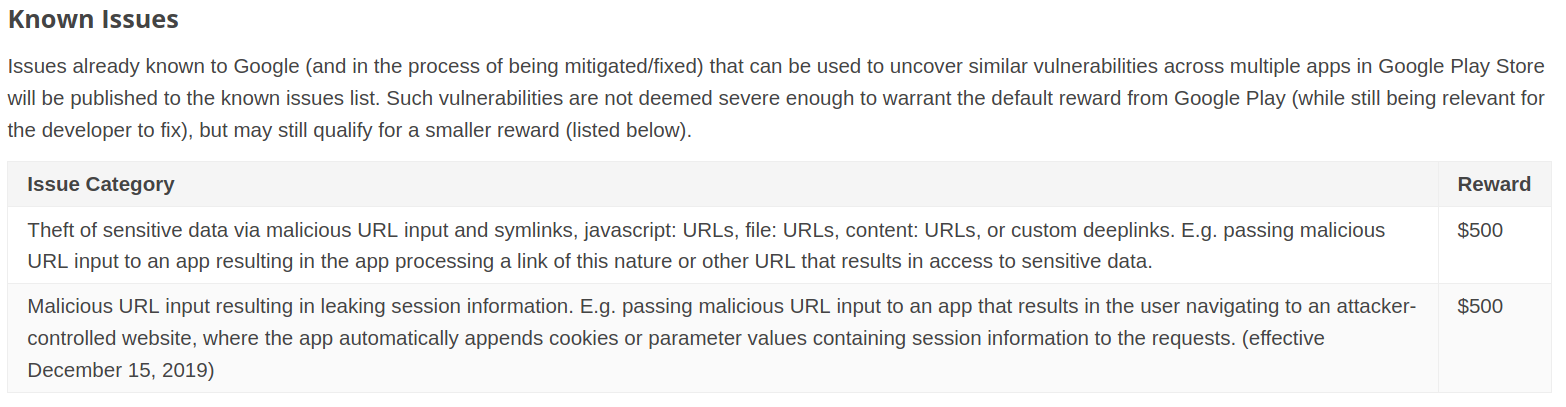 Known Issues
Issues already known to Google (and in the process of being mitigated/fixed) that can be used to uncover similar vulnerabilities across multiple apps in Google Play Store
will be published to the known issues list. Such vulnerabilities are not deemed severe enough to warrant the default reward from Google Play (while still being relevant for
the developer to fix), but may still qualify for a smaller reward (listed below).
Issue Category Reward
Theft of sensitive data via malicious URL input and symlinks, javascript: URLs, file: URLs, content: URLs, or custom deeplinks. E.g. passing malicious $500
URL input to an app resulting in the app processing a link of this nature or other URL that results in access to sensitive data.
Malicious URL input resulting in leaking session information. E.g. passing malicious URL input to an app that results in the user navigating to an attacker- $500
controlled website, where the app automatically appends cookies or parameter values containing session information to the requests. (effective
December 15, 2019)